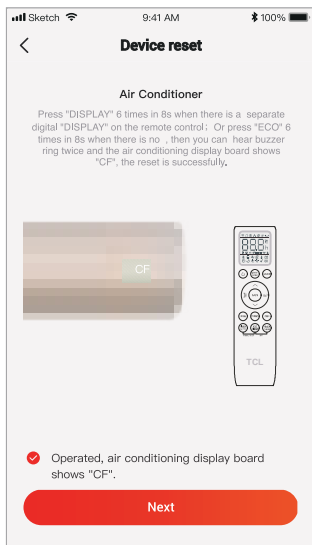 Sketch 9:41 AM 100%
Device reset
Air Conditioner
Press "DISPLAY" 6 times in 8s when there is a separate
digital "DISPLAY" on the remote control; Or press "ECO" 6
times in 8s when there is no , then you can hear buzzer
ring twice and the air conditioning display board shows
"CF", the reset is successfully.
CF
TCL
Operated, air conditioning display board
shows "CF".
Next